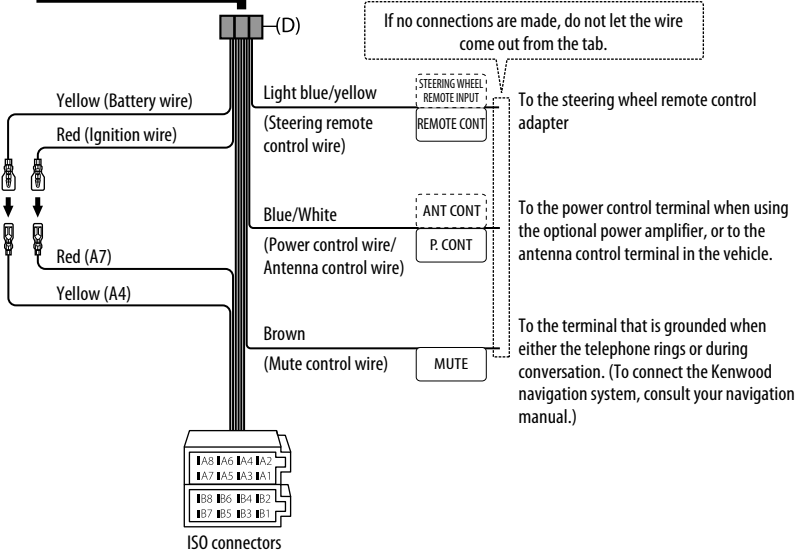 (D)
If no connections are made, do not let the wire
come out from the tab.
Yellow (Battery wire)
Red (Ignition wire)
Light blue/yellow
(Steering remote
control wire)
STEERING WHEEL
REMOTE INPUT
REMOTE CONT
To the steering wheel remote control
adapter
Blue/White
(Power control wire/
Antenna control wire)
ANT CONT
P. CONT
To the power control terminal when using
the optional power amplifier, or to the
antenna control terminal in the vehicle.
Red (A7)
Yellow (A4)
Brown
(Mute control wire)
MUTE
To the terminal that is grounded when
either the telephone rings or during
conversation. (To connect the Kenwood
navigation system, consult your navigation
manual.)
A8 A6 A4 A2
A7 A5 A3 A1
B8 B6 B4 B2
B7 B5 B3 B1
ISO connectors